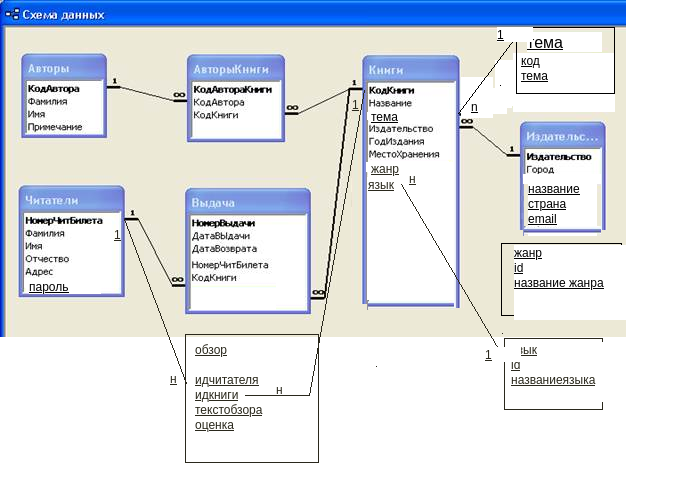 Схема данных
Авторы
КодАвтора
Фамилия
Имя
Примечание
1
∞
АвторыКниги
КодАвтораКниги
КодАвтора
КодКниги
∞
1
1
Книги
КодКниги
Название
тема
Издательство
ГодИздания
МестоХранения
жанр
язык
н
1
тема
код
тема
n
∞
1
Издательс...
Издательство
Город
название
страна
email
Читатели
НомерЧитБилета
Фамилия
Имя
Отчество
Адрес
пароль
1
1
∞
Выдача
НомерВыдачи
ДатаВЫдачи
ДатаВозврата
НомерЧитБилета
КодКниги
∞
жанр
id
название жанра
1
зык
id
названиеязыка
н
обзор
идчитателя
идкниги
текстобзора
оценка
н